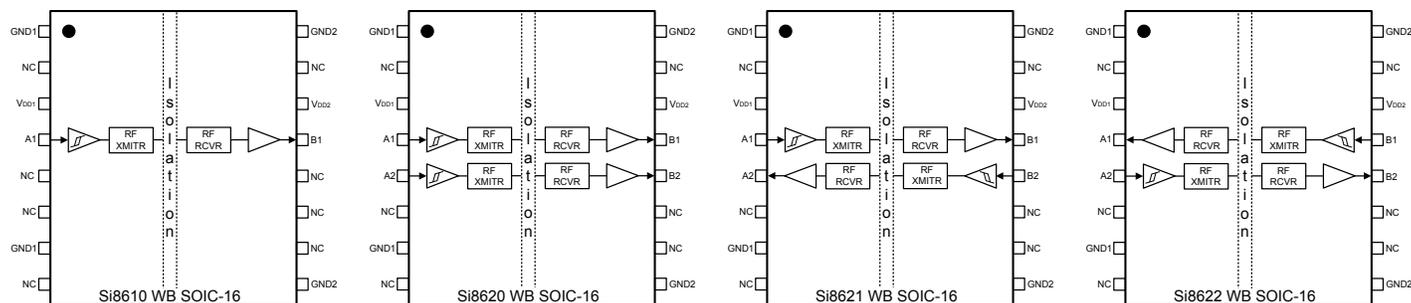 GND1
NC
VDD1
A1
NC
NC
GND1
NC
RF
XMITR
Isolation
RF
RCVR
GND2
NC
VDD2
B1
NC
NC
NC
GND2
Si8610 WB SOIC-16
GND1
NC
VDD1
A1
A2
NC
GND1
NC
RF
XMITR
RF
XMITR
Isolation
RF
RCVR
RF
RCVR
GND2
NC
VDD2
B1
B2
NC
NC
GND2
Si8620 WB SOIC-16
GND1
NC
VDD1
A1
A2
NC
GND1
NC
RF
XMITR
RF
RCVR
Isolation
RF
RCVR
RF
XMITR
GND2
NC
VDD2
B1
B2
NC
NC
GND2
Si8621 WB SOIC-16
GND1
NC
VDD1
A1
A2
NC
GND1
NC
RF
RCVR
RF
XMITR
Isolation
RF
XMITR
RF
RCVR
GND2
NC
VDD2
B1
B2
NC
NC
GND2
Si8622 WB SOIC-16